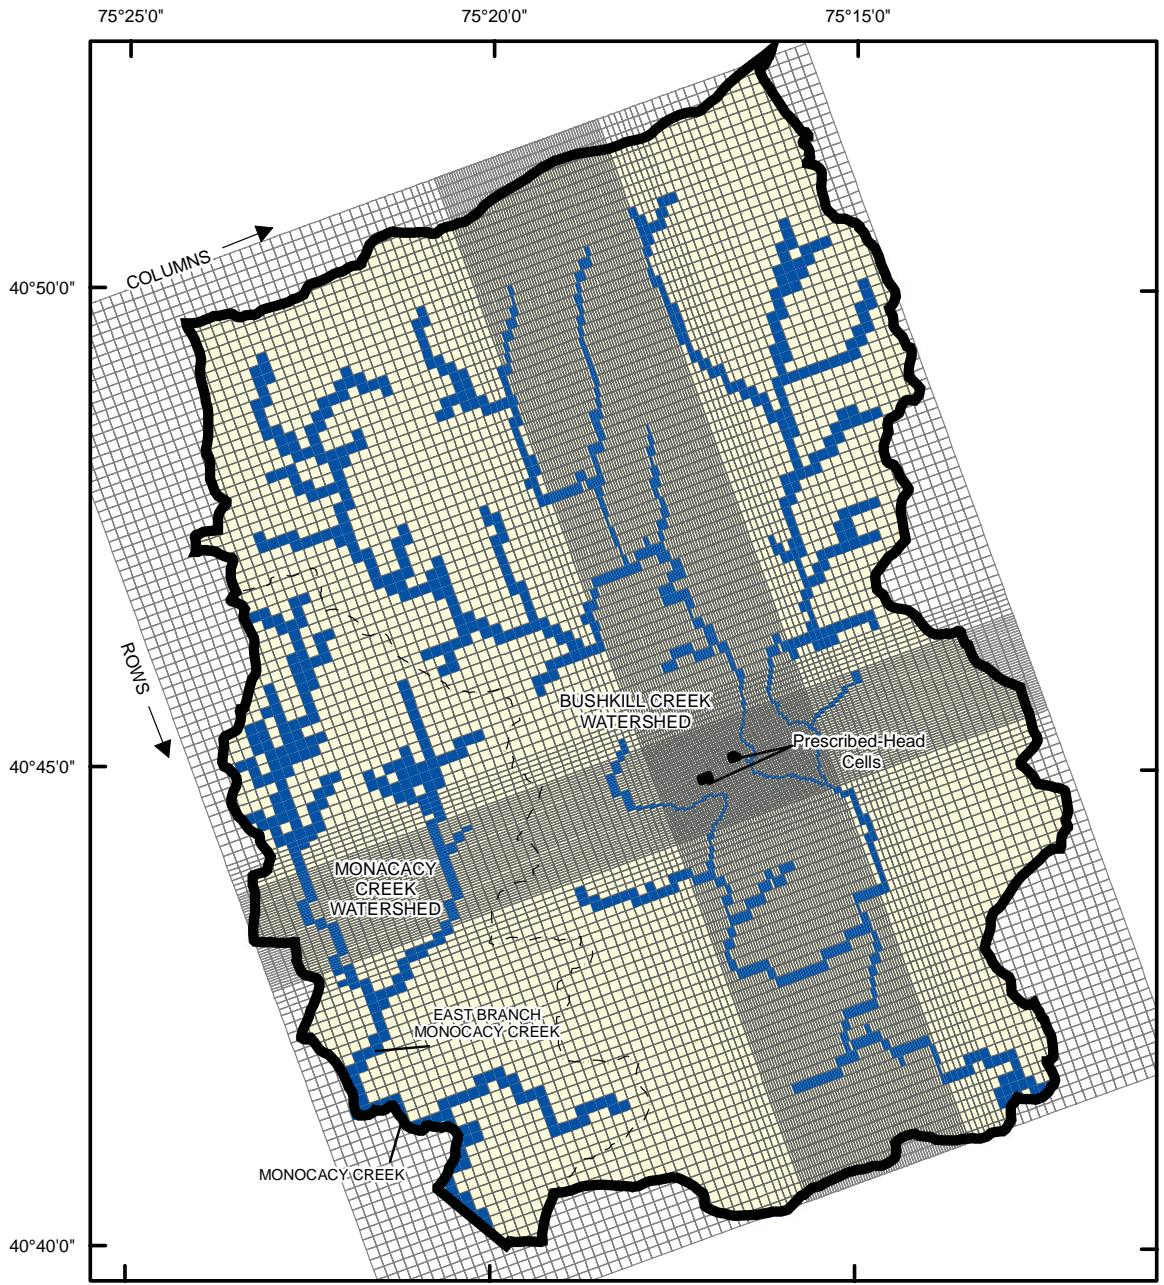 75°25'0"
75°20'0"
75°15'0"
COLUMNS
40°50'0"
ROWS
BUSHKILL CREEK
WATERSHED
Prescribed-Head
Cells
40°45'0"
MONACACY
CREEK
WATERSHED
EAST BRANCH
MONOCACY CREEK
MONOCACY CREEK
40°40'0"